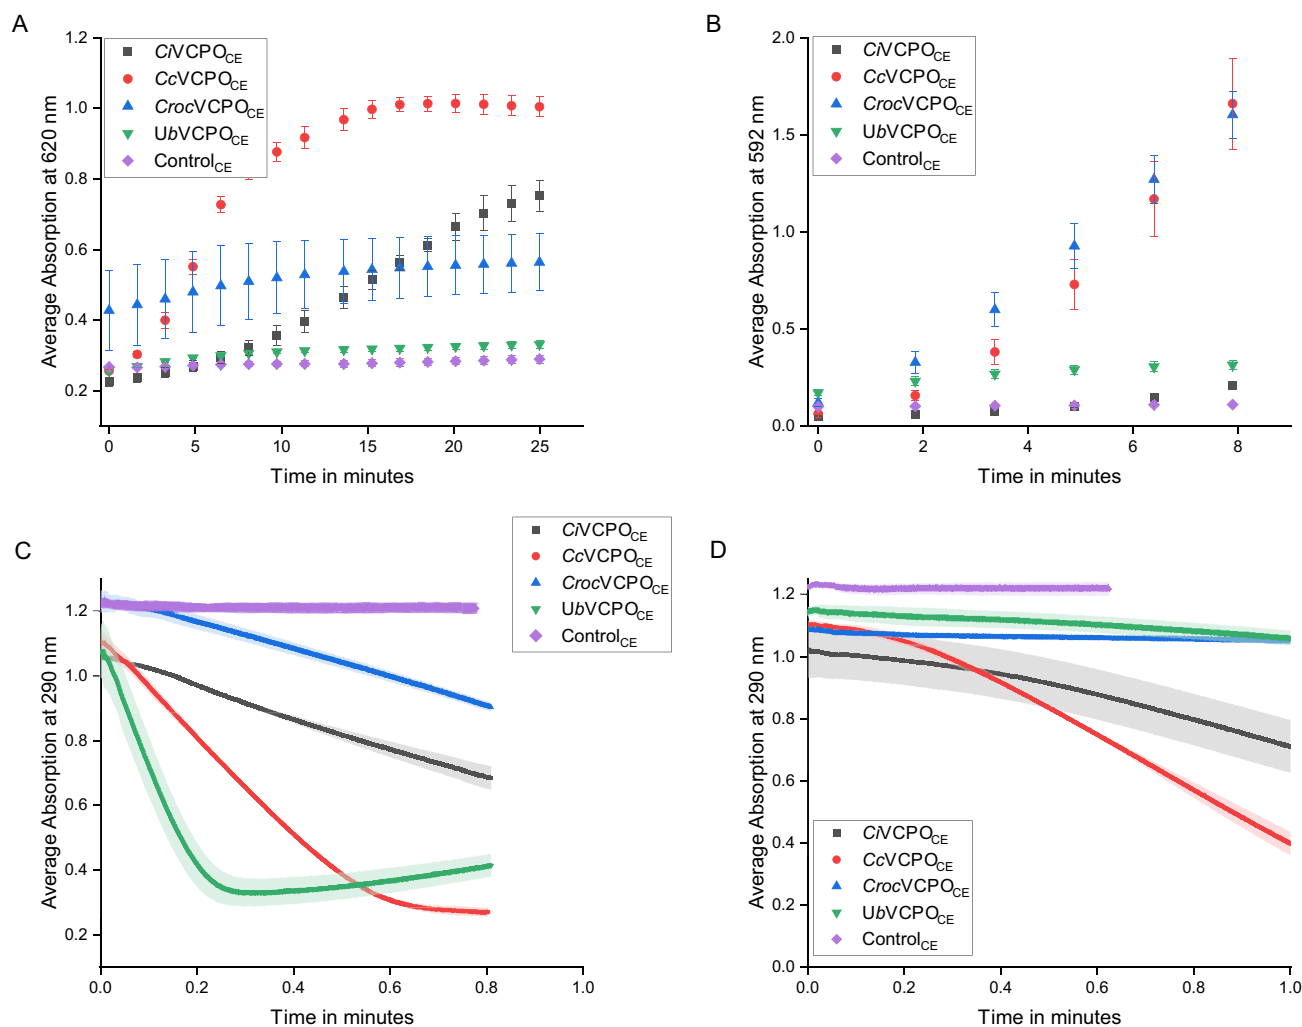 A
Average Absorption at 620 nm
1.2
1.0
0.8
0.6
0.4
0.2
0
5
10
15
20
25
Time in minutes
CiVCPOCE
CcVCPOCE
CrocVCPOCE
UbVCPOCE
ControlCE
B
Average Absorption at 592 nm
2.0
1.5
1.0
0.5
0.0
0
2
4
6
8
Time in minutes
CiVCPOCE
CcVCPOCE
CrocVCPOCE
UbVCPOCE
ControlCE
C
Average Absorption at 290 nm
1.2
1.0
0.8
0.6
0.4
0.2
0.0
0.2
0.4
0.6
0.8
1.0
Time in minutes
CiVCPOCE
CcVCPOCE
CrocVCPOCE
UbVCPOCE
ControlCE
D
Average Absorption at 290 nm
1.2
1.0
0.8
0.6
0.4
0.2
0.0
0.0
0.2
0.4
0.6
0.8
1.0
Time in minutes
CiVCPOCE
CcVCPOCE
CrocVCPOCE
UbVCPOCE
ControlCE